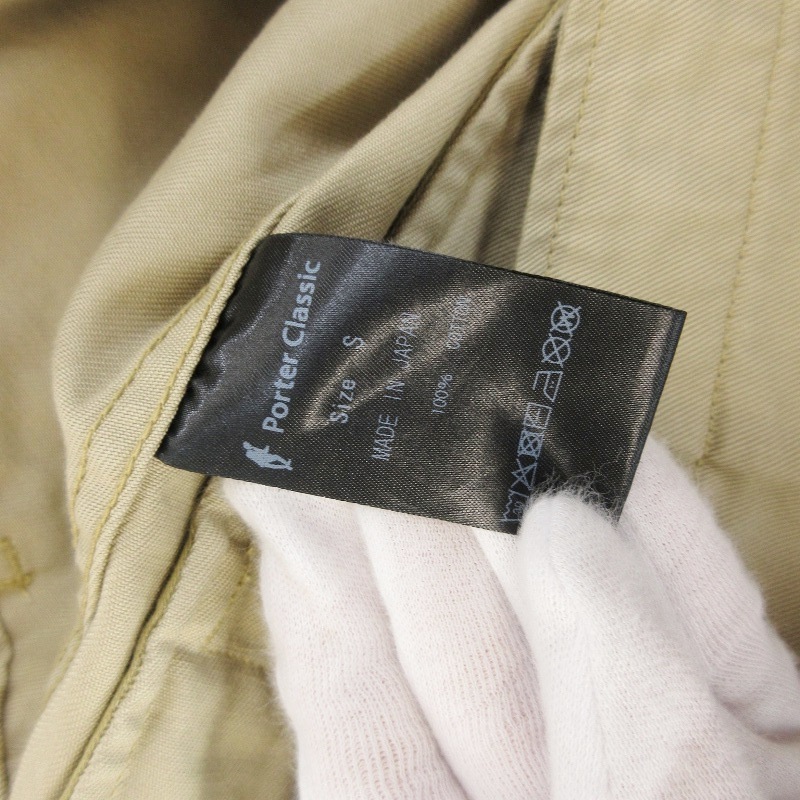 Porter Classic
Size S
MADE IN JAPAN
100% COTTON